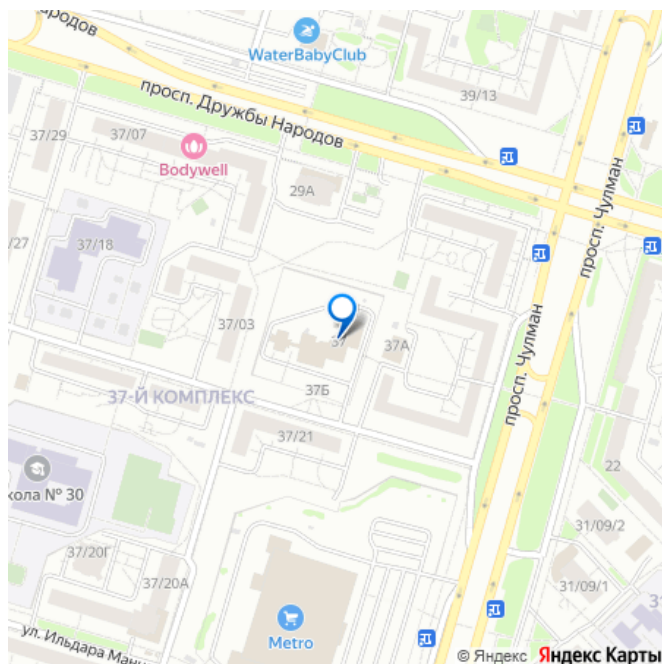 Народов
WaterBabyClub
39/13
просп. Дружбы Народов
37/29
37/07
Bodywell
29А
просп. Чулман
37/27
37/18
37/03
37
37А
просп. Чулман
37Б
37-Й КОМПЛЕКС
37/21
кола № 30
22
31/09/2
37/20Г
37/20А
31/09/1
ул. Ильдара Манн
Metro
© Яндекс Яндекс Карты